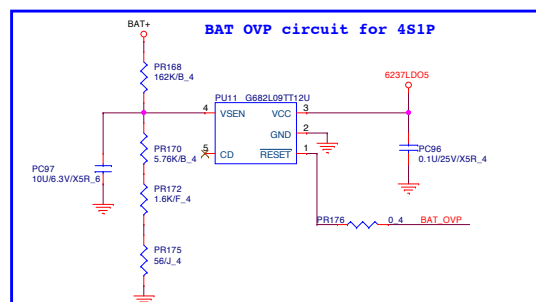 BAT OVP circuit for 4S1P
BAT+
PR168
162K/B_4
PU11 G682L09TT12U
6237LDO5
4 VSEN VCC 3
GND 2
5 CD RESET 1
PR170
5.76K/B_4
PC97
10U/6.3V/X5R_6
PC96
0.1U/25V/X5R_4
PR172
1.6K/F_4
PR176 0_4 BAT_OVP
PR175
56/J_4